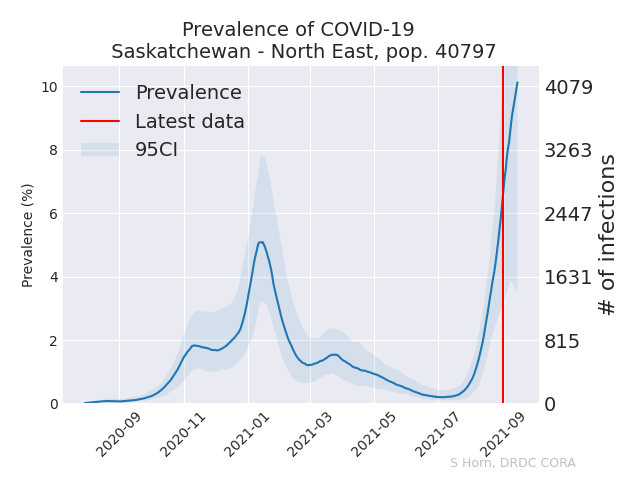 Prevalence of COVID-19
Saskatchewan - North East, pop. 40797
Prevalence
Latest data
95CI
Prevalence (%)
10
8
6
4
2
0
4079
3263
2447
1631
815
0
# of infections
2020-09
2020-11
2021-01
2021-03
2021-05
2021-07
2021-09
S Horn, DRDC CORA